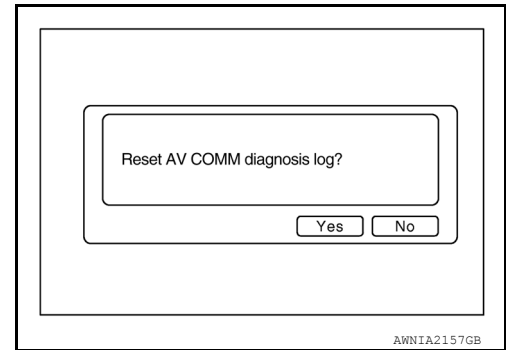 Reset AV COMM diagnosis log?
Yes No
AWNIA2157GB